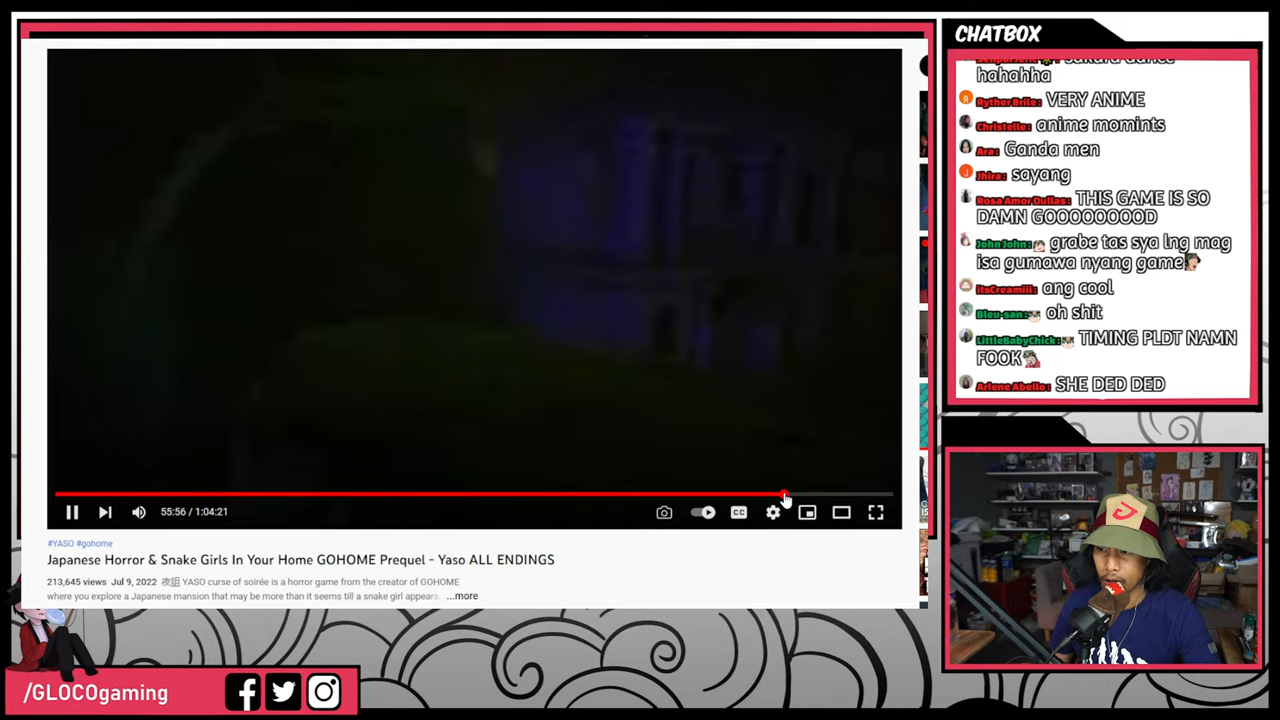 CHATBOX
hahahha
Ryther Brile: VERY ANIME
Christelle: anime momints
Ara: Ganda men
Jhira: sayang
Rosa Amor Dullas: THIS GAME IS SO
DAMN GOOOOOOOOD
John John: grabe tas sya lng mag
isa gumawa nyang game
itsCreamiii: ang cool
Bleu-san: oh shit
LittleBabyChick: TIMING PLDT NAMN
FOOK
Arlene Abello: SHE DED DED
55:56 / 1:04:21
CC
#YASO #gohome
Japanese Horror & Snake Girls In Your Home GOHOME Prequel - Yaso ALL ENDINGS
213,645 views Jul 9, 2022 夜詛 YASO curse of soirée is a horror game from the creator of GOHOME
where you explore a Japanese mansion that may be more than it seems till a snake girl appears. ...more
/GLOCOgaming